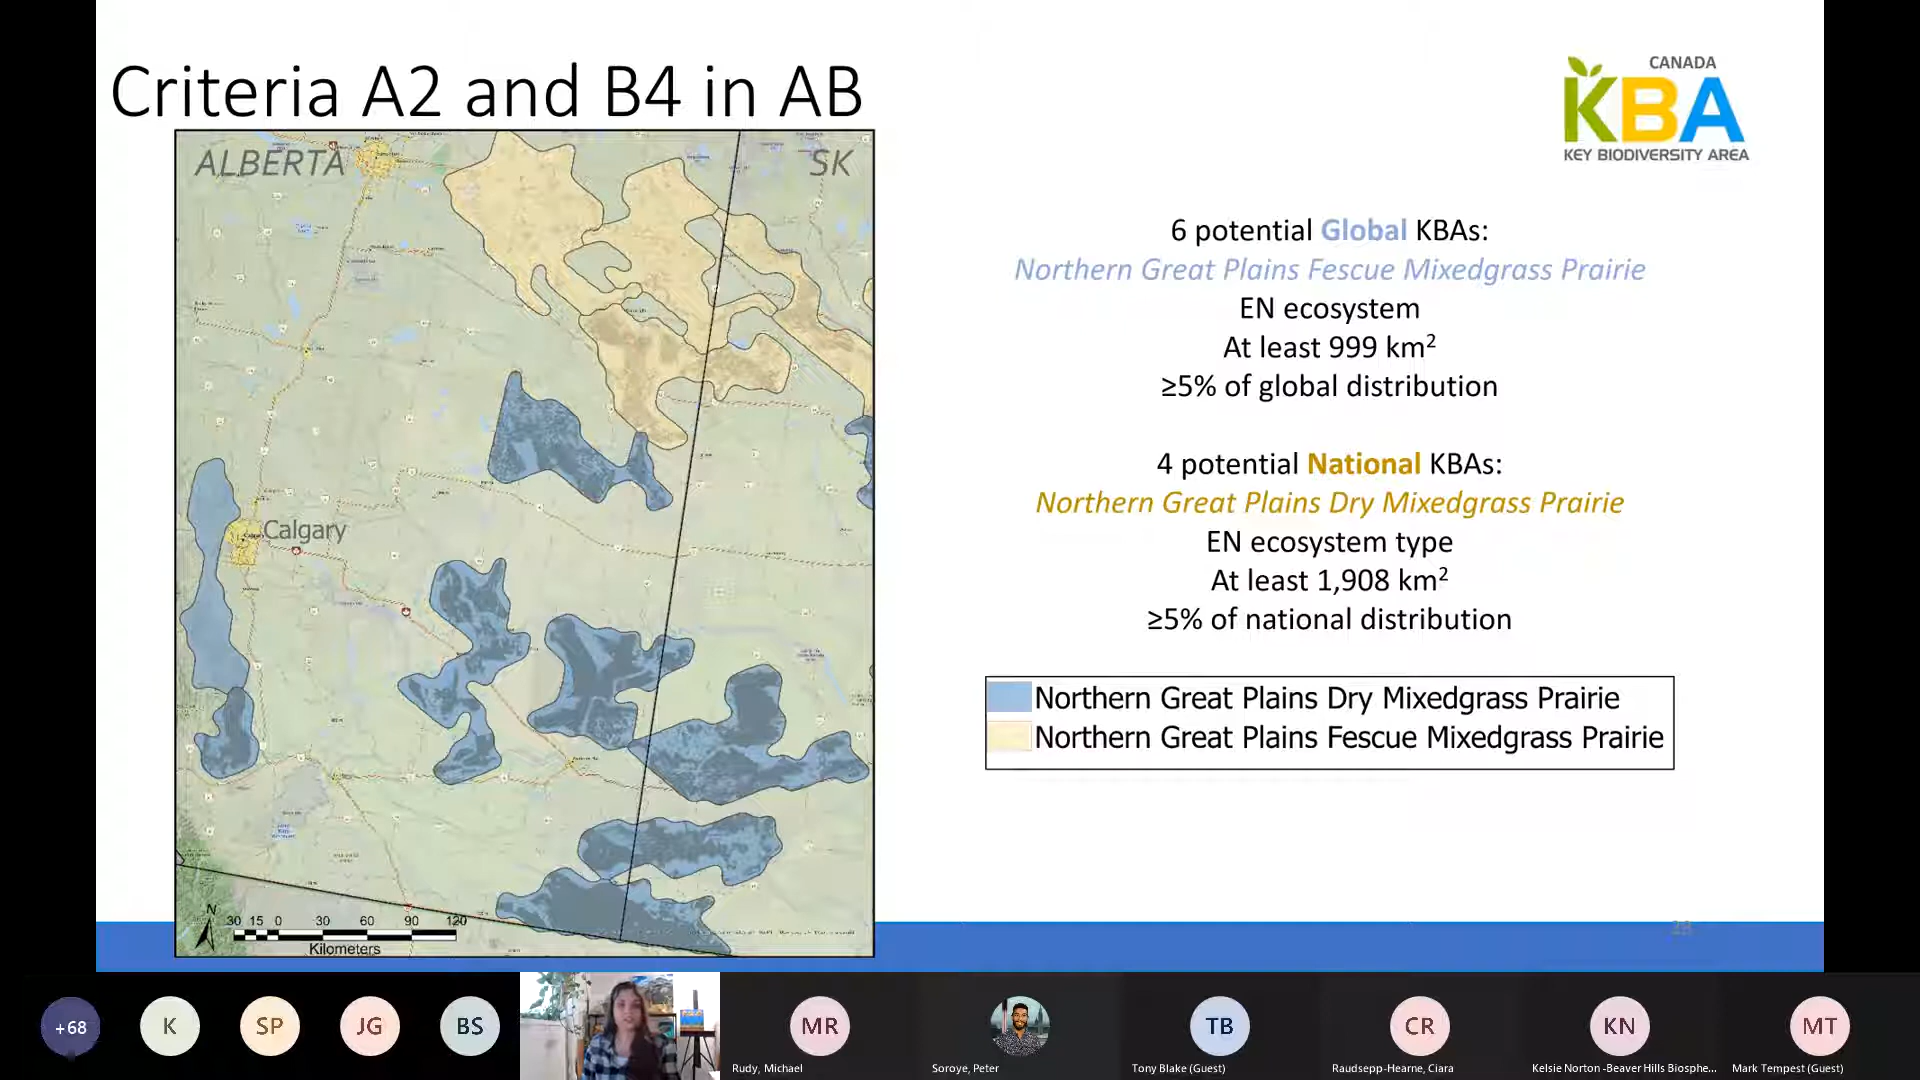 Criteria A2 and B4 in AB
CANADA
KBA
KEY BIODIVERSITY AREA
ALBERTA
SK
Calgary
N
30 15 0 30 60 90 120
Kilometers
6 potential Global KBAs:
Northern Great Plains Fescue Mixedgrass Prairie
EN ecosystem
At least 999 km²
≥5% of global distribution
4 potential National KBAs:
Northern Great Plains Dry Mixedgrass Prairie
EN ecosystem type
At least 1,908 km²
≥5% of national distribution
Northern Great Plains Dry Mixedgrass Prairie
Northern Great Plains Fescue Mixedgrass Prairie
+68
K
SP
JG
BS
MR
TB
CR
KN
MT
Rudy, Michael
Soroye, Peter
Tony Blake (Guest)
Raudsepp-Hearne, Ciara
Kelsie Norton -Beaver Hills Biosphe...
Mark Tempest (Guest)